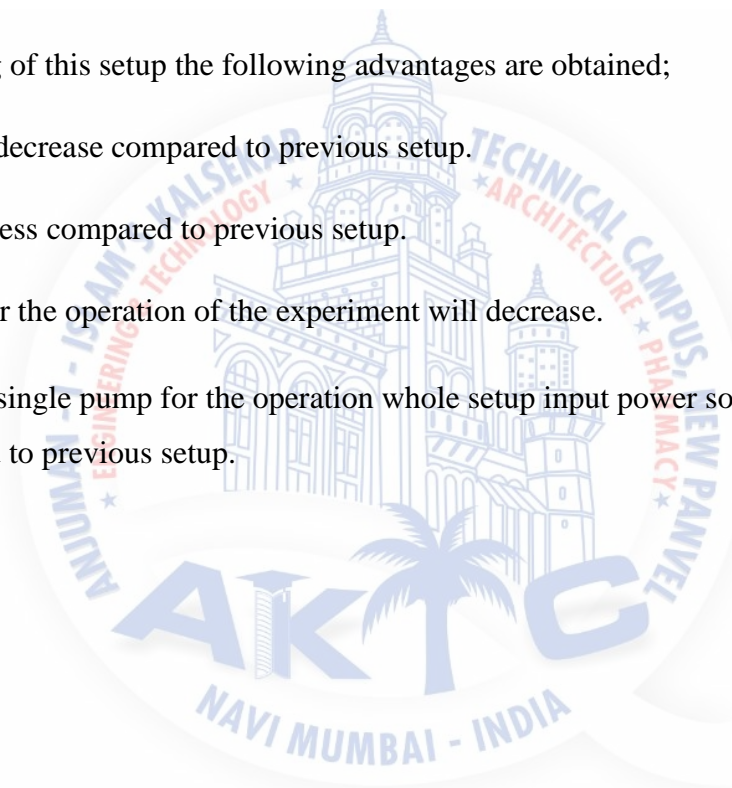 of this setup the following advantages are obtained;
decrease compared to previous setup.
ess compared to previous setup.
r the operation of the experiment will decrease.
single pump for the operation whole setup input power so
to previous setup.
ANJUMAN - I - ISLAM'S KALSEKAR TECHNICAL CAMPUS, NEW PANVEL
ENGINEERING & TECHNOLOGY ★ ★ ARCHITECTURE ★ PHARMACY ★
AKTC
NAVI MUMBAI - INDIA